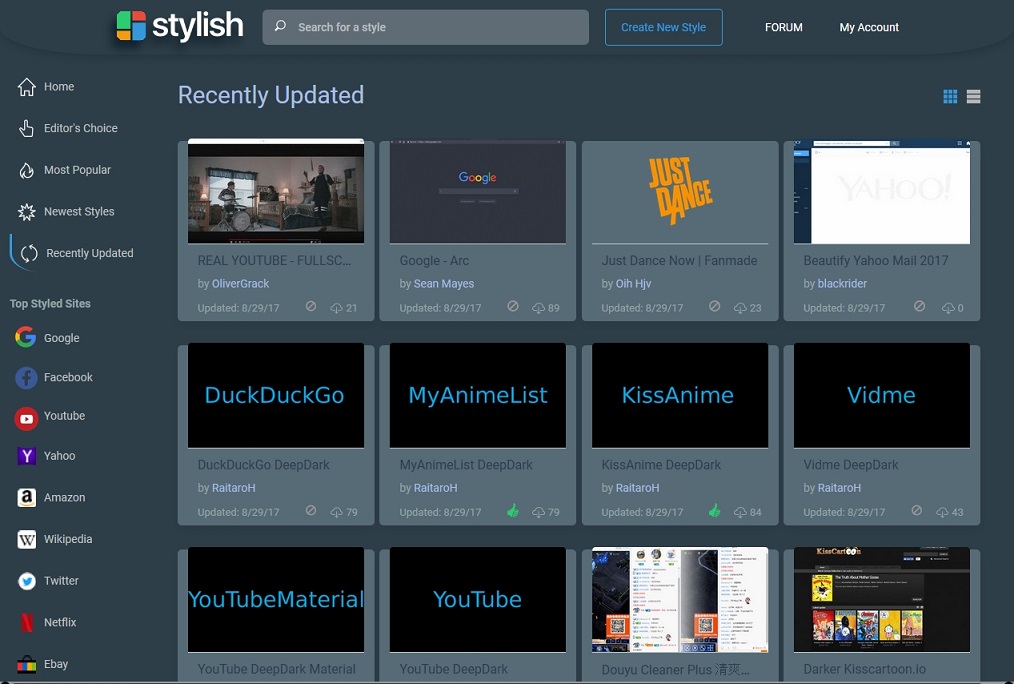 stylish
Search for a style
Create New Style
FORUM
My Account
Home
Editor's Choice
Most Popular
Newest Styles
Recently Updated
Top Styled Sites
Google
Facebook
Youtube
Yahoo
Amazon
Wikipedia
Twitter
Netflix
Ebay
Recently Updated
REAL YOUTUBE - FULLSC...
by OliverGrack
Updated: 8/29/17 21
Google
Google - Arc
by Sean Mayes
Updated: 8/29/17 89
JUST
DANCE
Just Dance Now | Fanmade
by Oih Hjv
Updated: 8/29/17 23
YAHOO!
Beautify Yahoo Mail 2017
by blackrider
Updated: 8/29/17 0
DuckDuckGo
DuckDuckGo DeepDark
by RaitaroH
Updated: 8/29/17 79
MyAnimeList
MyAnimeList DeepDark
by RaitaroH
Updated: 8/29/17 79
KissAnime
KissAnime DeepDark
by RaitaroH
Updated: 8/29/17 84
Vidme
Vidme DeepDark
by RaitaroH
Updated: 8/29/17 43
YouTubeMaterial
YouTube DeepDark Material
YouTube
YouTube DeepDark
Douyu Cleaner Plus 清爽...
KissCartoon
The Truth About Mother Goose
Darker Kisscartoon.io